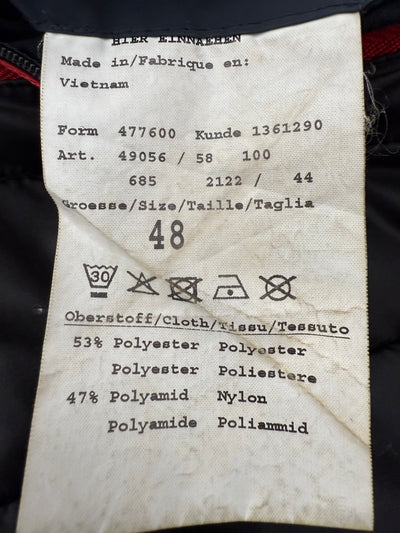 HIER EINNAEHEN
Made in/Fabrique en:
Vietnam
Form 477600 Kunde 1361290
Art. 49056 / 58 100
685 2122 / 44
Groesse/Size/Taille/Taglia
48
30
Oberstoff/Cloth/Tissu/Tessuto
53% Polyester Polyester
Polyester Poliestere
47% Polyamid Nylon
Polyamide Poliammid